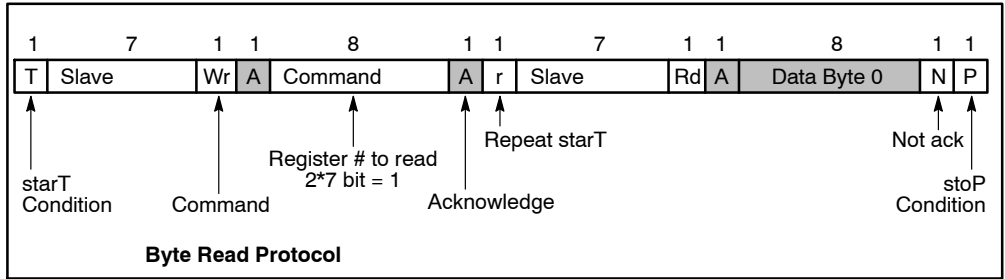 1 7 1 1 8 1 1 7 1 1 8 1 1
T Slave Wr A Command A r Slave Rd A Data Byte 0 N P
Register # to read
2*7 bit = 1
Repeat starT
Not ack
starT
Condition
Command
Acknowledge
stoP
Condition
Byte Read Protocol